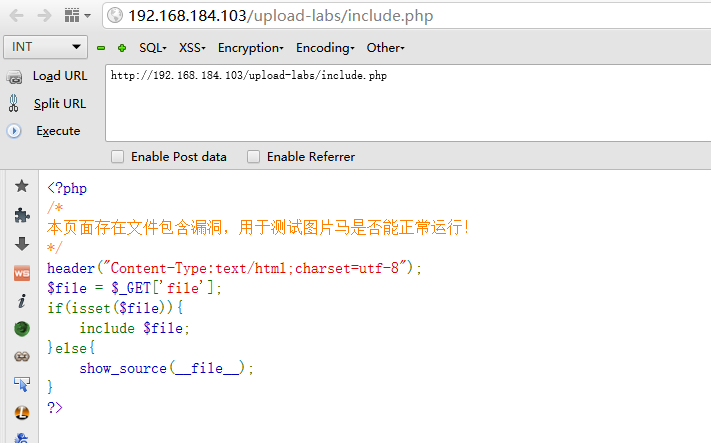 192.168.184.103/upload-labs/include.php
INT SQL- XSS- Encryption- Encoding- Other-
Load URL http://192.168.184.103/upload-labs/include.php
Split URL
Execute
Enable Post data Enable Referrer
<?php
/*
本页面存在文件包含漏洞，用于测试图片马是否能正常运行！
*/
header("Content-Type:text/html;charset=utf-8");
$file = $_GET['file'];
if(isset($file)){
    include $file;
}else{
    show_source(__file__);
}
?>